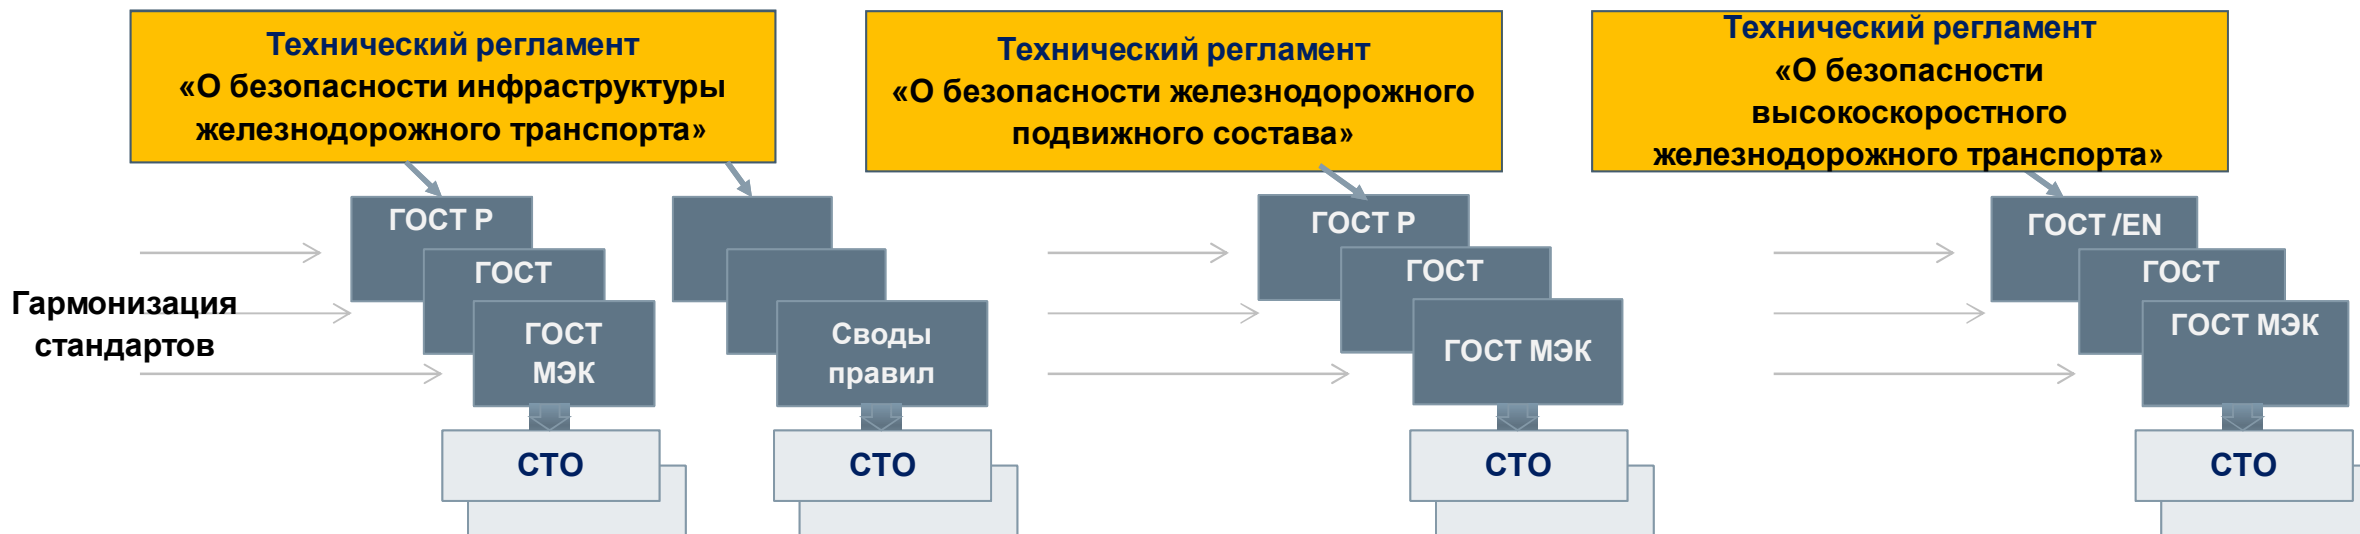 Технический регламент
«О безопасности инфраструктуры
железнодорожного транспорта»
Технический регламент
«О безопасности железнодорожного
подвижного состава»
Технический регламент
«О безопасности
высокоскоростного
железнодорожного транспорта»
Гармонизация
стандартов
ГОСТ Р
ГОСТ
ГОСТ
МЭК
Своды
правил
ГОСТ Р
ГОСТ
ГОСТ МЭК
ГОСТ /EN
ГОСТ
ГОСТ МЭК
СТО
СТО
СТО
СТО